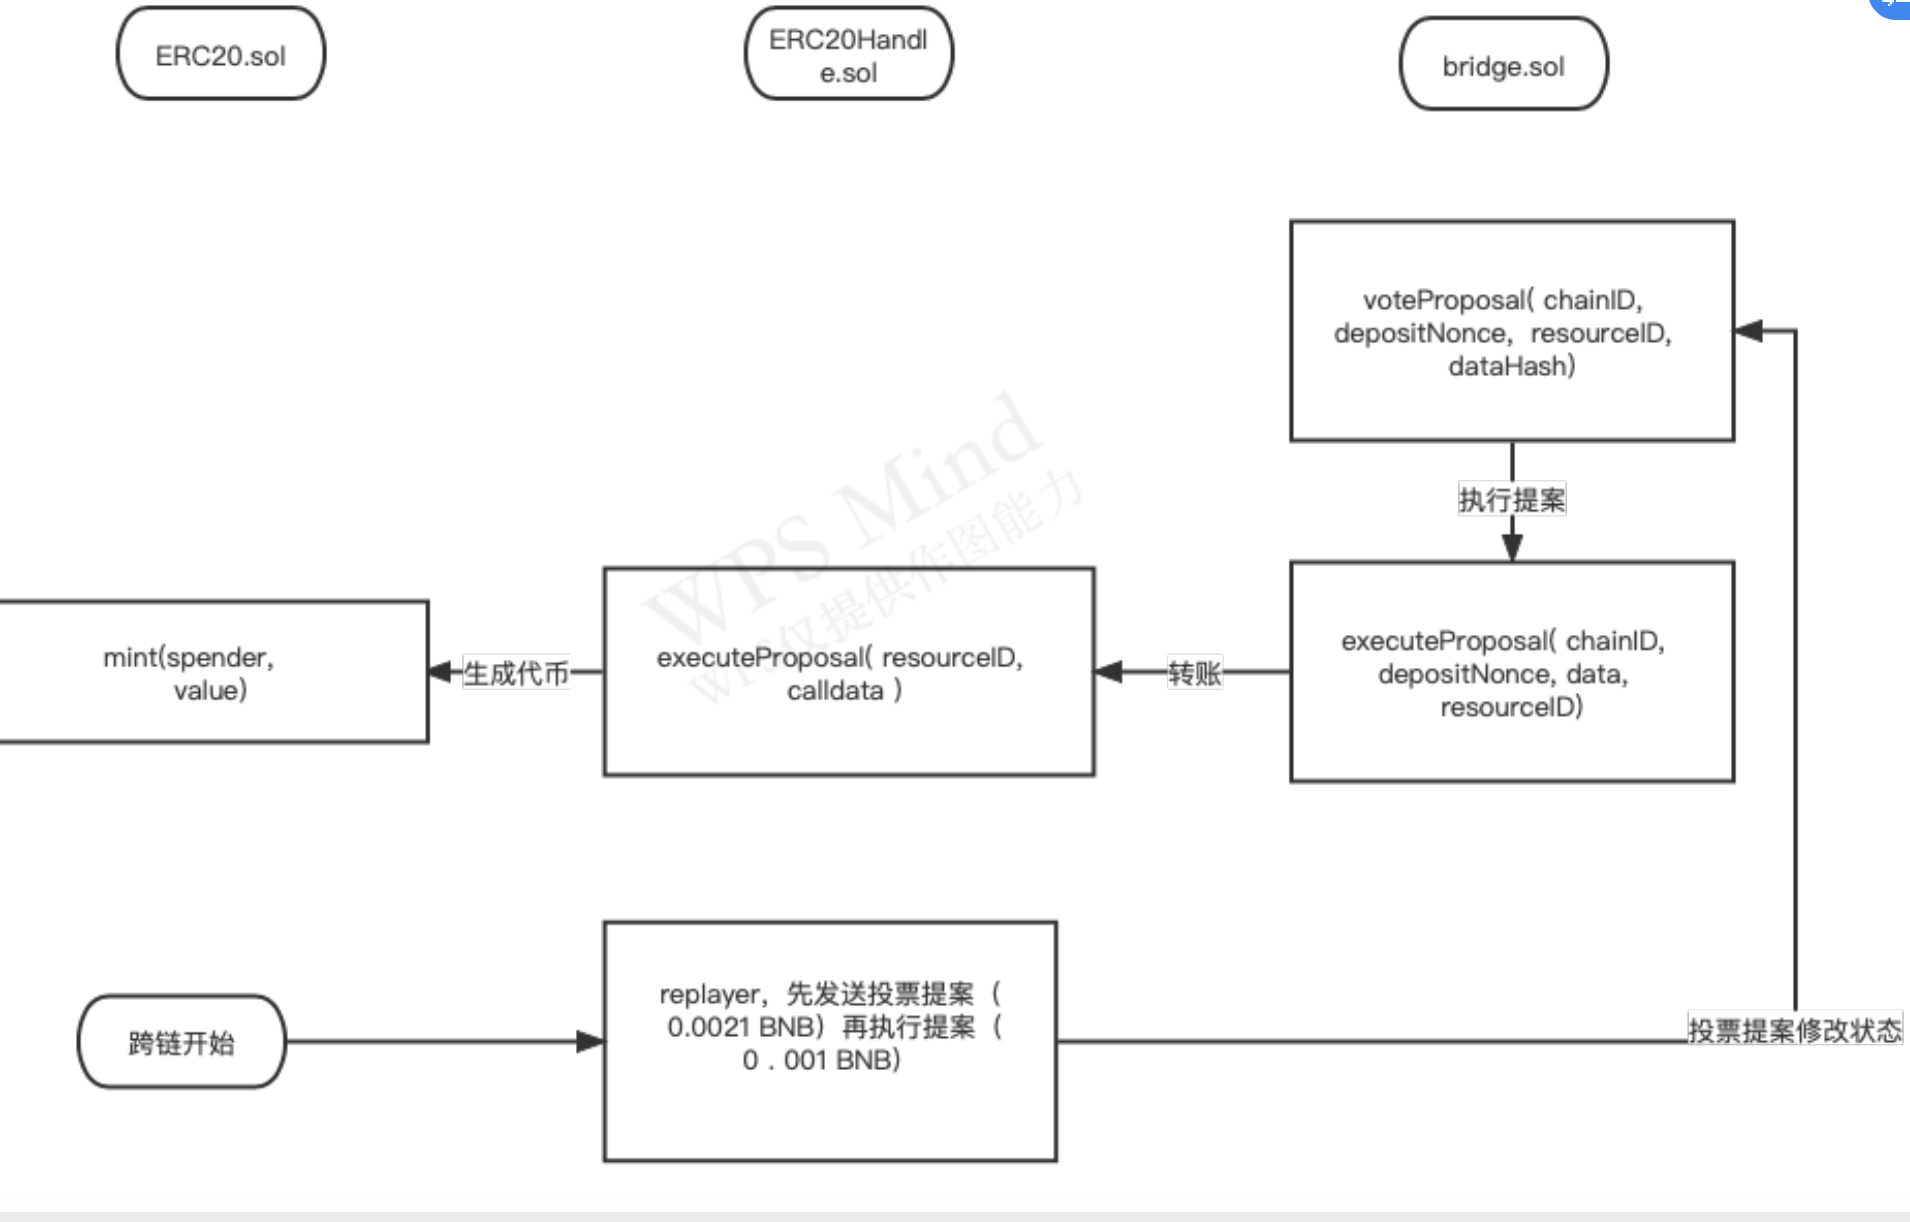 ERC20.sol
ERC20Handl
e.sol
bridge.sol
voteProposal( chainID,
depositNonce，resourceID,
dataHash)
执行提案
WPS Mind
WPS仅提供作图能力
mint(spender,
value)
生成代币
executeProposal( resourceID,
calldata )
转账
executeProposal( chainID,
depositNonce, data,
resourceID)
跨链开始
replayer，先发送投票提案（
0.0021 BNB）再执行提案（
0．001 BNB)
投票提案修改状态